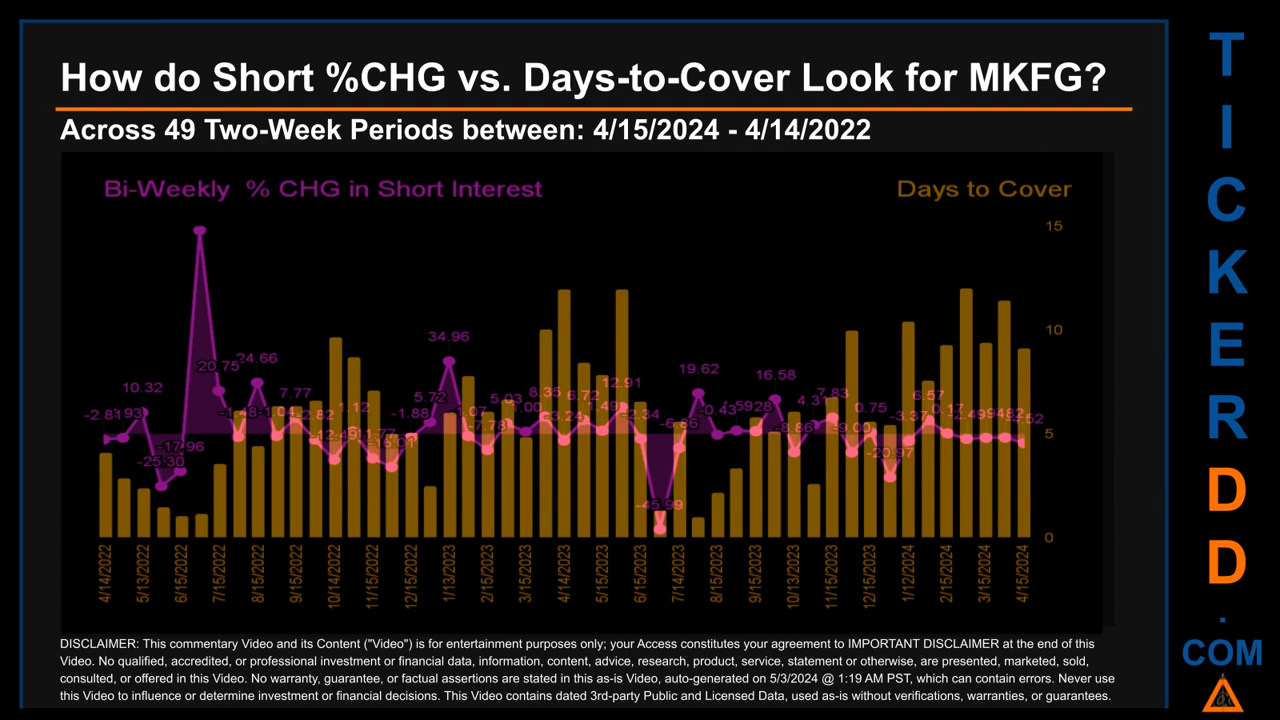 How do Short %CHG vs. Days-to-Cover Look for MKFG?
Across 49 Two-Week Periods between: 4/15/2024 - 4/14/2022
Bi-Weekly % CHG in Short Interest
Days to Cover
15
10
5
0
34.96
24.66
20.75
19.62
16.58
12.91
10.32
7.77
5.72
8.35
6.72
6.57
0.75
1.12
-1.88
-2.34
-17.96
-25.30
-20.97
-45.99
4/14/2022
5/13/2022
6/15/2022
7/15/2022
8/15/2022
9/15/2022
10/14/2022
11/15/2022
12/15/2022
1/13/2023
2/15/2023
3/15/2023
4/14/2023
5/15/2023
6/15/2023
7/14/2023
8/15/2023
9/15/2023
10/13/2023
11/15/2023
12/15/2023
1/12/2024
2/15/2024
3/15/2024
4/15/2024
DISCLAIMER: This commentary Video and its Content ("Video") is for entertainment purposes only; your Access constitutes your agreement to IMPORTANT DISCLAIMER at the end of this
Video. No qualified, accredited, or professional investment or financial data, information, content, advice, research, product, service, statement or otherwise, are presented, marketed, sold,
consulted, or offered in this Video. No warranty, guarantee, or factual assertions are stated in this as-is Video, auto-generated on 5/3/2024 @ 1:19 AM PST, which can contain errors. Never use
this Video to influence or determine investment or financial decisions. This Video contains dated 3rd-party Public and Licensed Data, used as-is without verifications, warranties, or guarantees.
T
I
C
K
E
R
D
D
.
COM